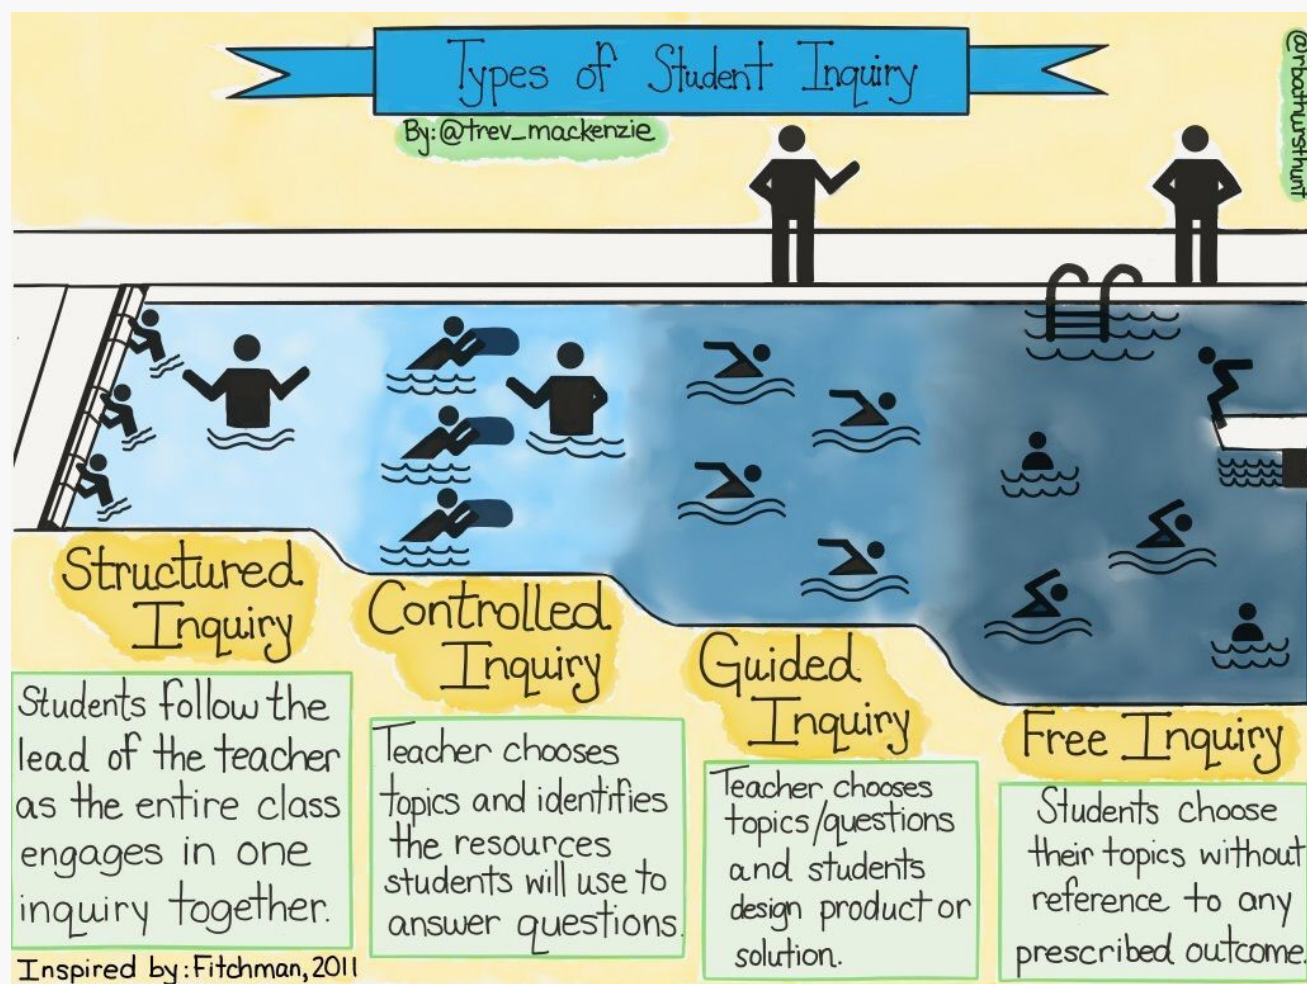 Types of Student Inquiry
By: @trev_mackenzie
@rbathursthunt
Structured
Inquiry
Students follow the
lead of the teacher
as the entire class
engages in one
inquiry together.
Inspired by: Fitchman, 2011
Controlled
Inquiry
Teacher chooses
topics and identifies
the resources
students will use to
answer questions.
Guided
Inquiry
Teacher chooses
topics/questions
and students
design product or
solution.
Free Inquiry
Students choose
their topics without
reference to any
prescribed outcome.